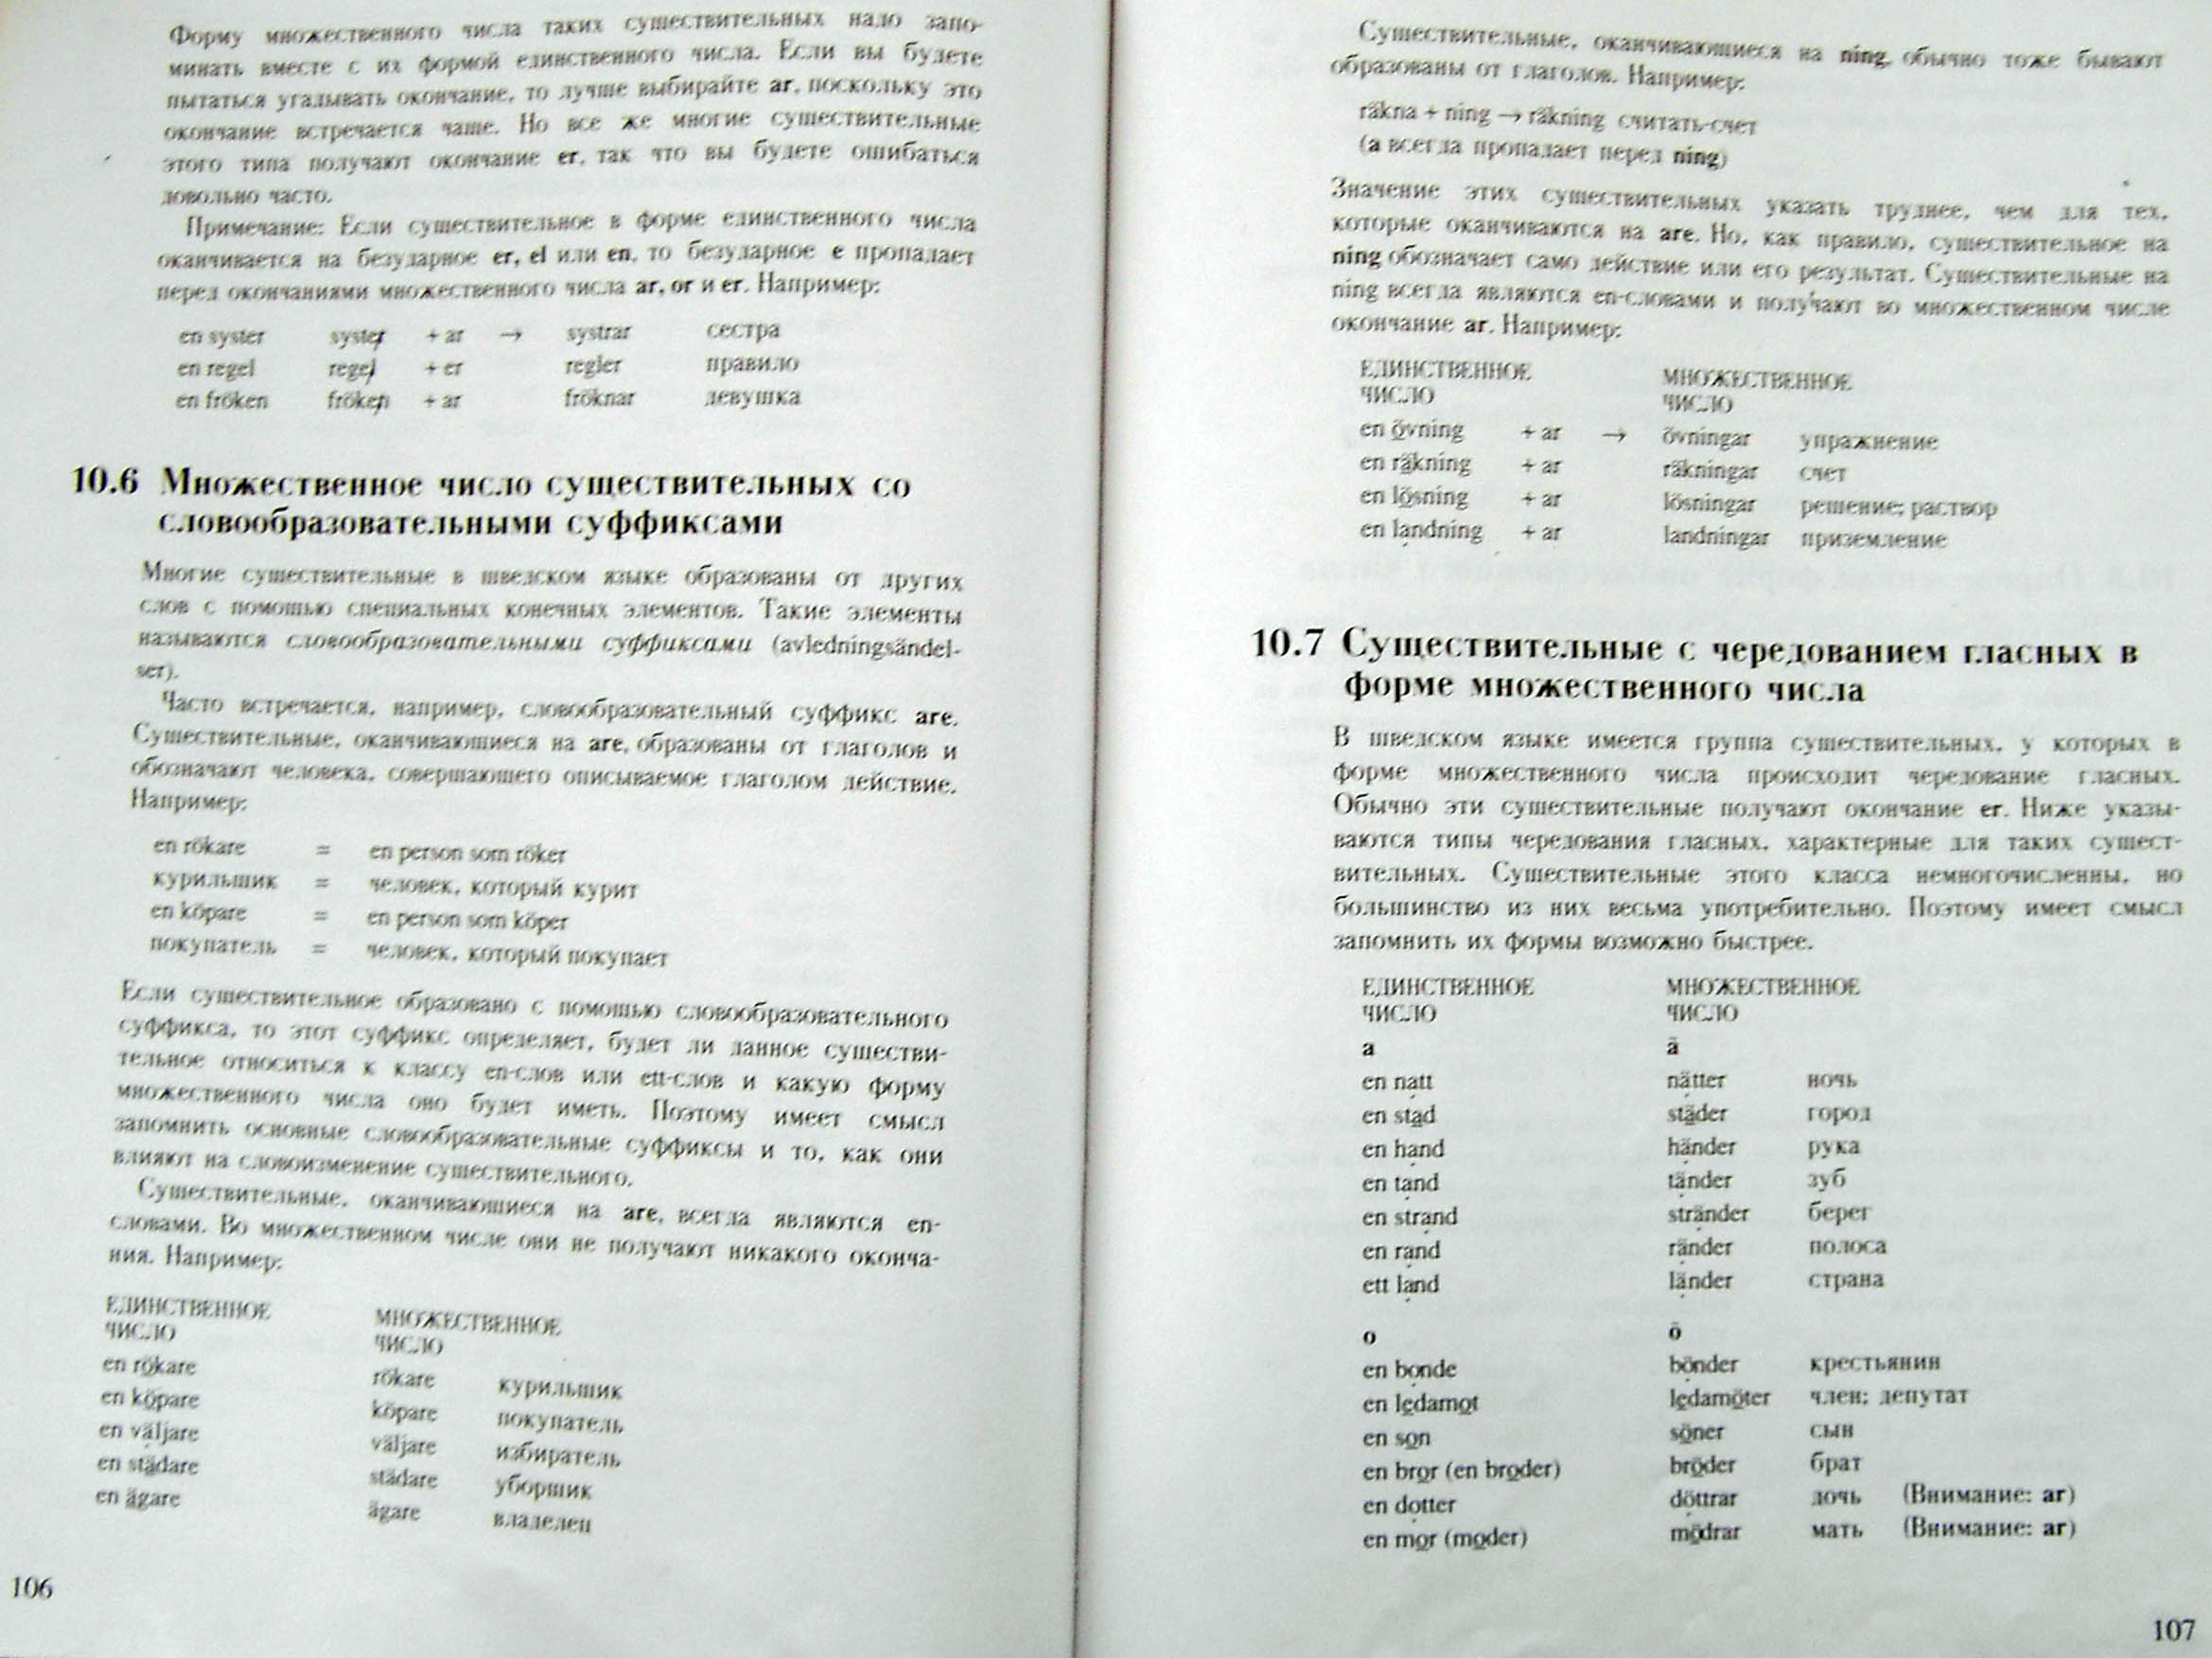 Форму множественного числа таких существительных надо запо-
минать вместе с их формой единственного числа. Если вы будете
пытаться угадывать окончание, то лучше выбирайте ar, поскольку это
окончание встречается чаще. Но все же многие существительные
этого типа получают окончание er, так что вы будете ошибаться
довольно часто.
Примечание: Если существительное в форме единственного числа
оканчивается на безударное er, el или en, то безударное e пропадает
перед окончаниями множественного числа ar, or и er. Например:
en syster syster + ar → systrar сестра
en regel regel + er regler правило
en fröken fröken + ar fröknar девушка
10.6 Множественное число существительных со
словообразовательными суффиксами
Многие существительные в шведском языке образованы от других
слов с помощью специальных конечных элементов. Такие элементы
называются словообразовательными суффиксами (avledningsändel-
ser).
Часто встречается, например, словообразовательный суффикс are.
Существительные, оканчивающиеся на are, образованы от глаголов и
обозначают человека, совершающего описываемое глаголом действие.
Например:
en rökare = en person som röker
курильщик = человек, который курит
en köpare = en person som köper
покупатель = человек, который покупает
Если существительное образовано с помощью словообразовательного
суффикса, то этот суффикс определяет, будет ли данное существи-
тельное относиться к классу en-слов или ett-слов и какую форму
множественного числа оно будет иметь. Поэтому имеет смысл
запомнить основные словообразовательные суффиксы и то, как они
влияют на словоизменение существительного.
Существительные, оканчивающиеся на are, всегда являются en-
словами. Во множественном числе они не получают никакого оконча-
ния. Например:
ЕДИНСТВЕННОЕ МНОЖЕСТВЕННОЕ
ЧИСЛО ЧИСЛО
en rökare rökare курильщик
en köpare köpare покупатель
en väljare väljare избиратель
en städare städare уборщик
en ägare ägare владелец
106
Существительные, оканчивающиеся на ning, обычно тоже бывают
образованы от глаголов. Например:
räkna + ning → räkning считать-счет
(a всегда пропадает перед ning)
Значение этих существительных указать труднее, чем для тех,
которые оканчиваются на are. Но, как правило, существительное на
ning обозначает само действие или его результат. Существительные на
ning всегда являются en-словами и получают во множественном числе
окончание ar. Например:
ЕДИНСТВЕННОЕ МНОЖЕСТВЕННОЕ
ЧИСЛО ЧИСЛО
en övning + ar → övningar упражнение
en räkning + ar räkningar счет
en lösning + ar lösningar решение; раствор
en landning + ar landningar приземление
10.7 Существительные с чередованием гласных в
форме множественного числа
В шведском языке имеется группа существительных, у которых в
форме множественного числа происходит чередование гласных.
Обычно эти существительные получают окончание er. Ниже указы-
ваются типы чередования гласных, характерные для таких сущест-
вительных. Существительные этого класса немногочисленны, но
большинство из них весьма употребительно. Поэтому имеет смысл
запомнить их формы возможно быстрее.
ЕДИНСТВЕННОЕ МНОЖЕСТВЕННОЕ
ЧИСЛО ЧИСЛО
a ä
en natt nätter ночь
en stad städer город
en hand händer рука
en tand tänder зуб
en strand stränder берег
en rand ränder полоса
ett land länder страна
o ö
en bonde bönder крестьянин
en ledamot ledamöter член; депутат
en son söner сын
en bror (en broder) bröder брат
en dotter döttrar дочь (Внимание: ar)
en mor (moder) mödrar мать (Внимание: ar)
107